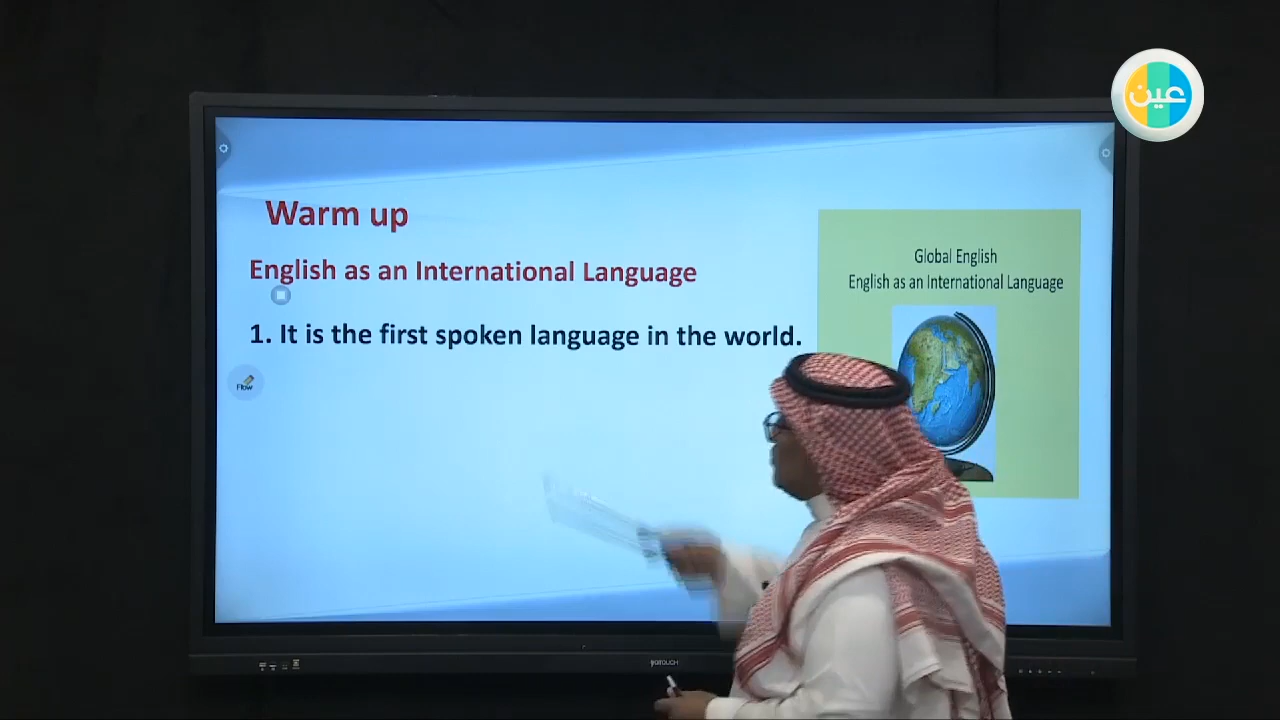 عين
Warm up
English as an International Language
1. It is the first spoken language in the world.
Flow
Global English
English as an International Language